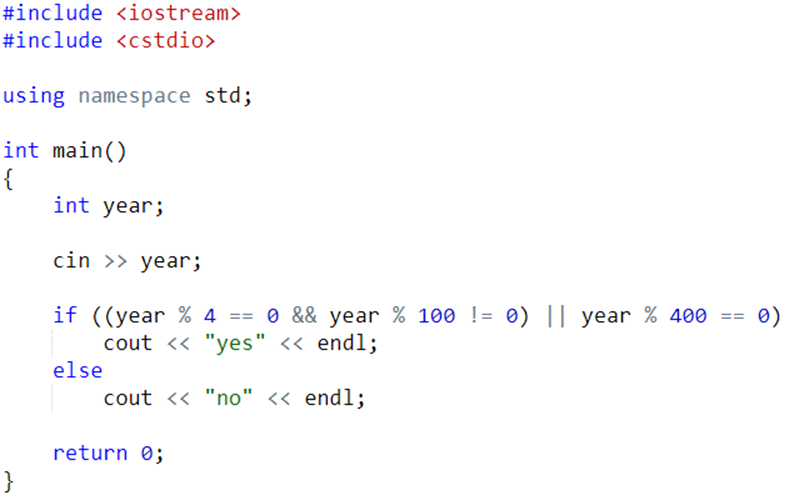 #include <iostream>
#include <cstdio>

using namespace std;

int main()
{
    int year;

    cin >> year;

    if ((year % 4 == 0 && year % 100 != 0) || year % 400 == 0)
        cout << "yes" << endl;
    else
        cout << "no" << endl;

    return 0;
}